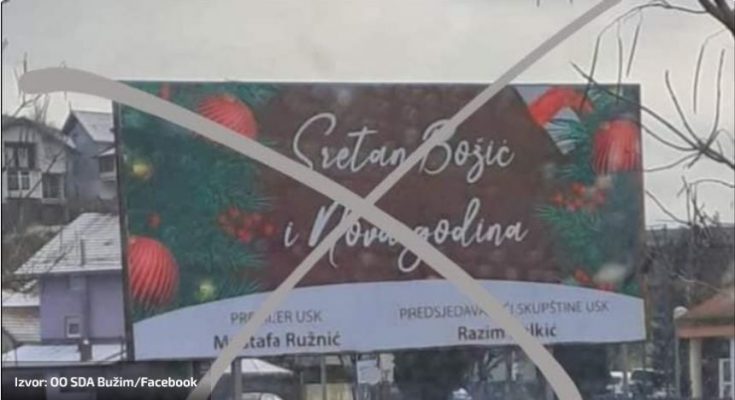 Sretan Božić
i Nova godina
PREMIJER USK
Mustafa Ružnić
PREDSJEDAVAJUĆI SKUPŠTINE USK
Razim
Izvor: OO SDA Bužim/Facebook